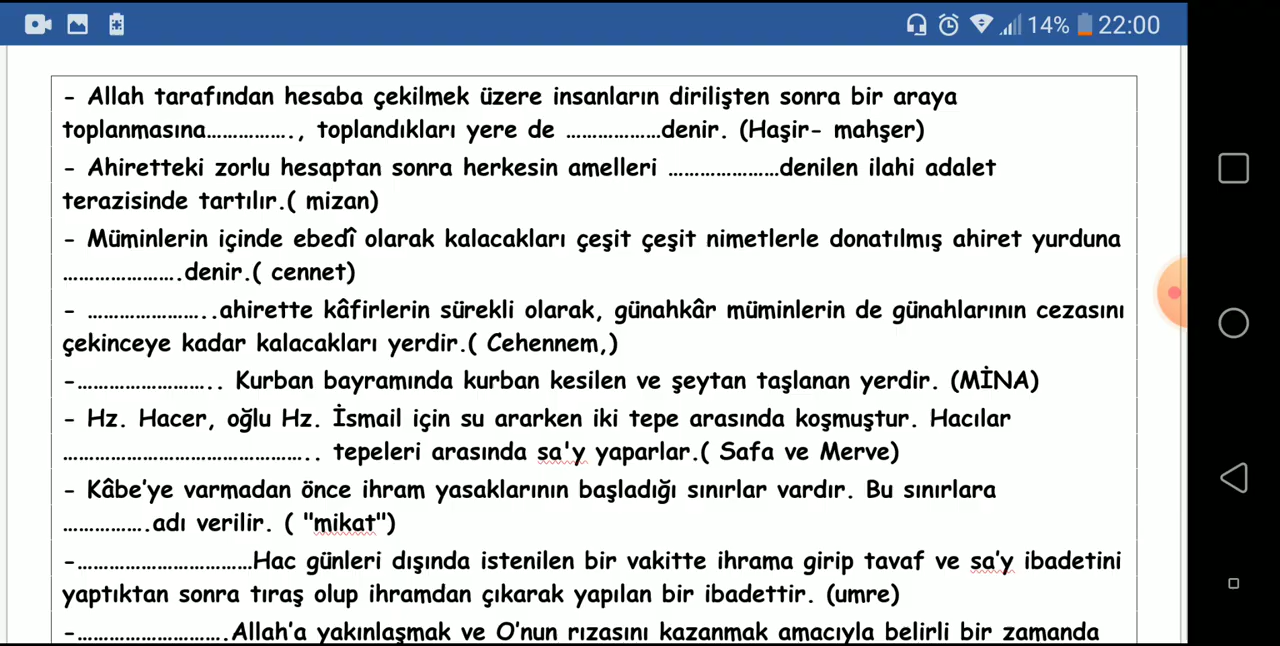 14% 22:00
- Allah tarafından hesaba çekilmek üzere insanların dirilişten sonra bir araya
toplanmasına……………., toplandıkları yere de ………………denir. (Haşir- mahşer)
- Ahiretteki zorlu hesaptan sonra herkesin amelleri …………………denilen ilahi adalet
terazisinde tartılır.( mizan)
- Müminlerin içinde ebedî olarak kalacakları çeşit çeşit nimetlerle donatılmış ahiret yurduna
………………….denir.( cennet)
- …………………..ahirette kâfirlerin sürekli olarak, günahkâr müminlerin de günahlarının cezasını
çekinceye kadar kalacakları yerdir.( Cehennem,)
-…………………….. Kurban bayramında kurban kesilen ve şeytan taşlanan yerdir. (MİNA)
- Hz. Hacer, oğlu Hz. İsmail için su ararken iki tepe arasında koşmuştur. Hacılar
……………………………………….. tepeleri arasında sa'y yaparlar.( Safa ve Merve)
- Kâbe’ye varmadan önce ihram yasaklarının başladığı sınırlar vardır. Bu sınırlara
…………….adı verilir. ( "mikat")
-……………………………Hac günleri dışında istenilen bir vakitte ihrama girip tavaf ve sa’y ibadetini
yaptıktan sonra tıraş olup ihramdan çıkarak yapılan bir ibadettir. (umre)
-……………………….Allah’a yakınlaşmak ve O’nun rızasını kazanmak amacıyla belirli bir zamanda